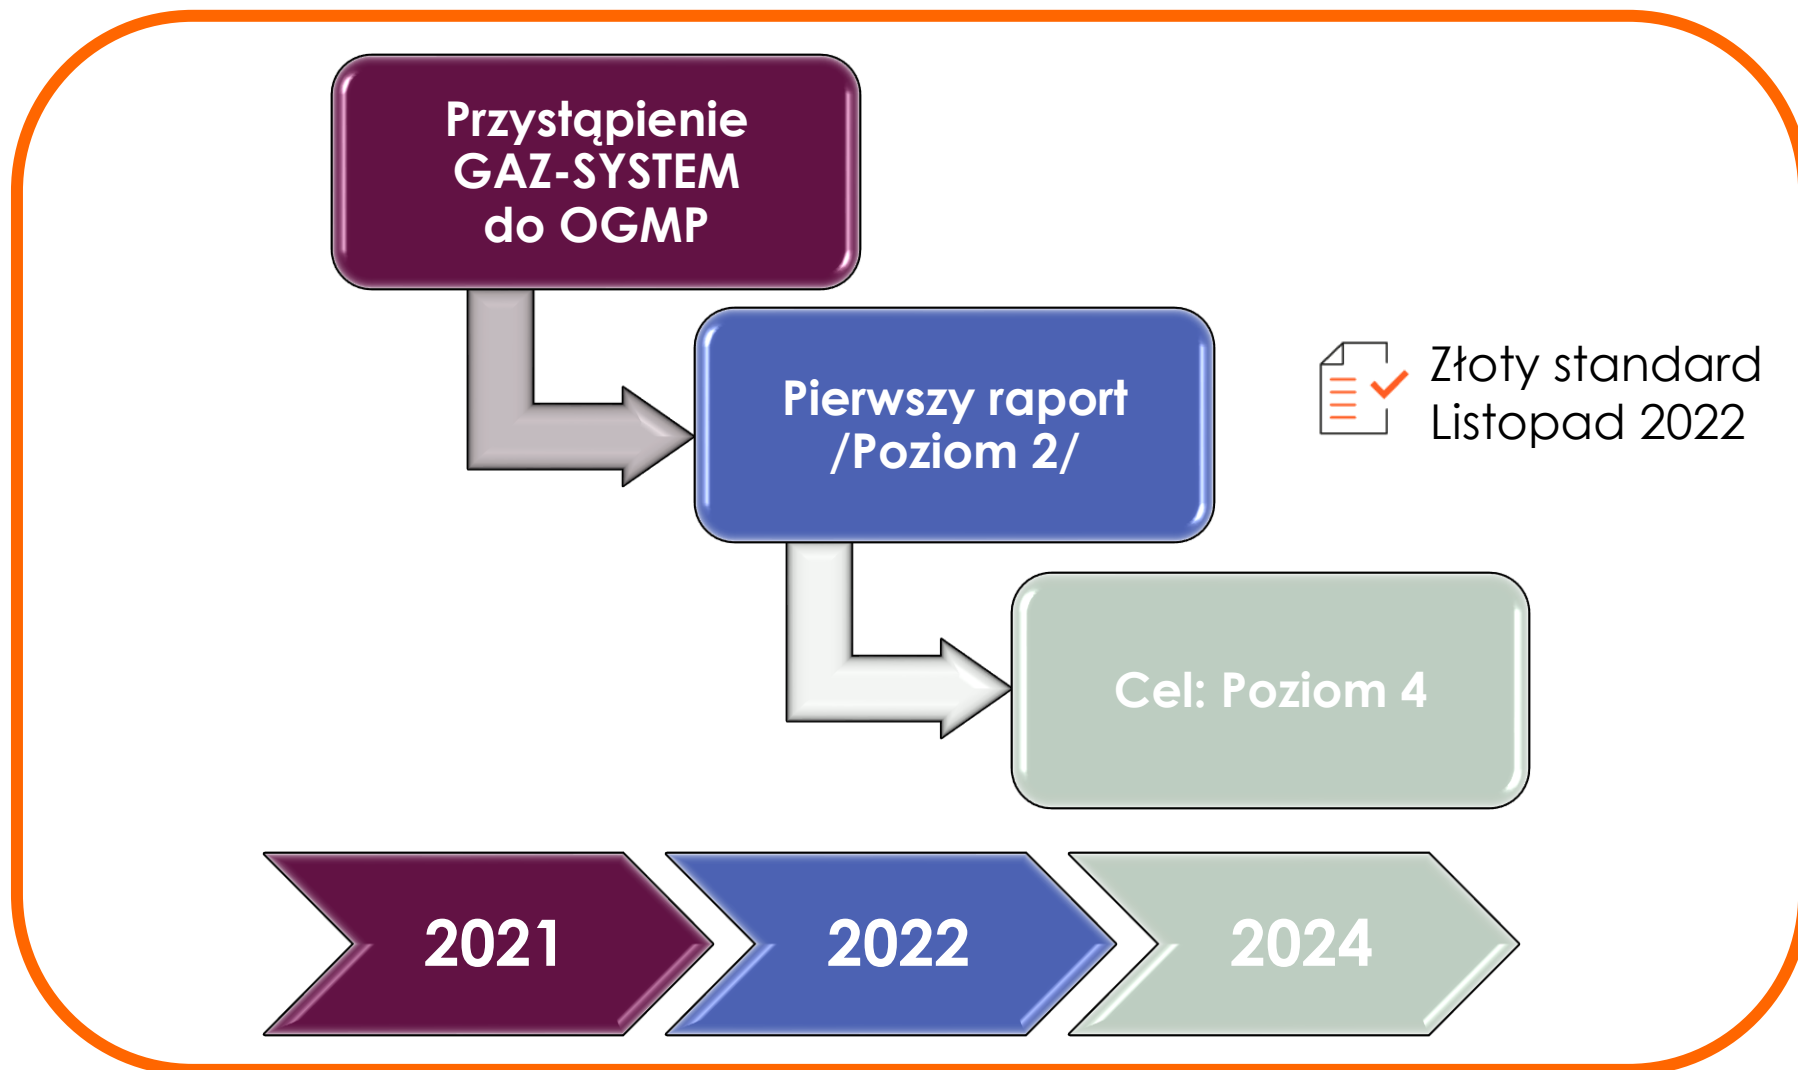 Przystąpienie
GAZ-SYSTEM
do OGMP
Pierwszy raport
/Poziom 2/
Złoty standard
Listopad 2022
Cel: Poziom 4
2021
2022
2024